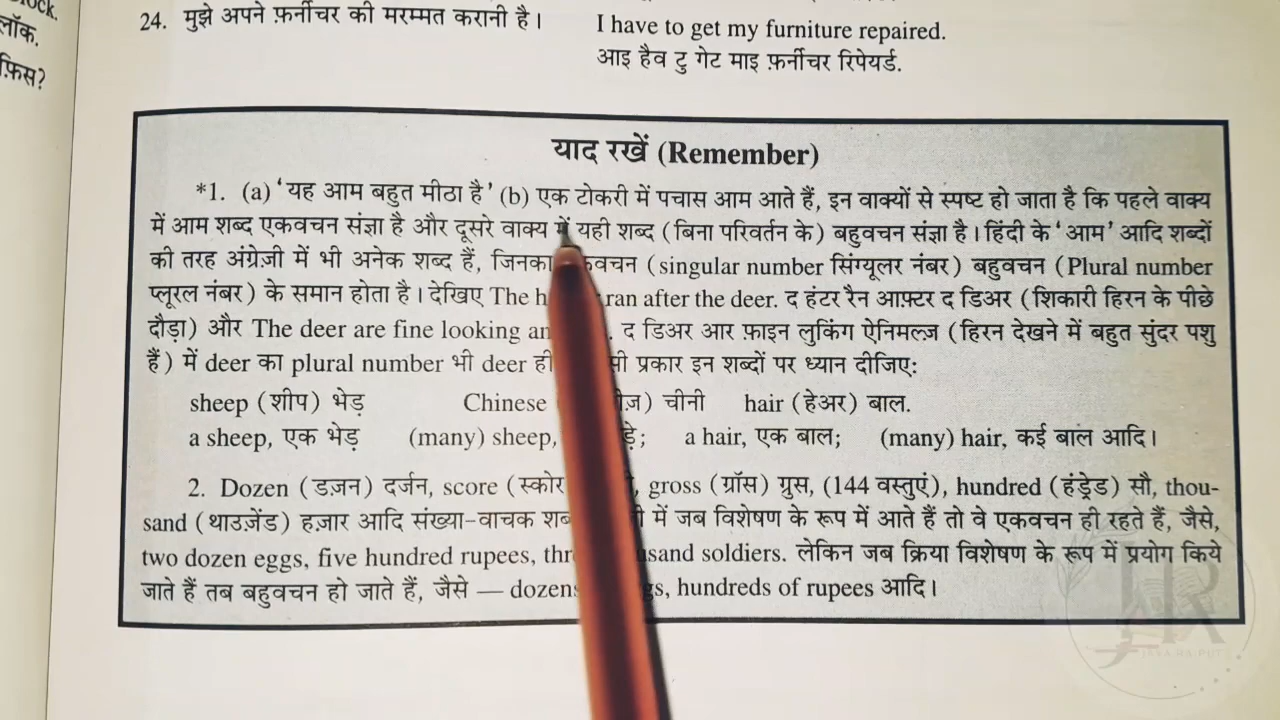 लॉक.
फ़िस?
24. मुझे अपने फ़र्नीचर की मरम्मत करानी है। I have to get my furniture repaired.
आइ हैव टु गेट माइ फ़र्नीचर रिपेयर्ड.
याद रखें (Remember)
*1. (a) 'यह आम बहुत मीठा है' (b) एक टोकरी में पचास आम आते हैं, इन वाक्यों से स्पष्ट हो जाता है कि पहले वाक्य
में आम शब्द एकवचन संज्ञा है और दूसरे वाक्य में यही शब्द (बिना परिवर्तन के) बहुवचन संज्ञा है। हिंदी के 'आम' आदि शब्दों
की तरह अंग्रेज़ी में भी अनेक शब्द हैं, जिनका (singular number सिंग्यूलर नंबर) बहुवचन (Plural number
प्लूरल नंबर) के समान होता है। देखिए The ran after the deer. द हंटर रैन आफ़्टर द डिअर (शिकारी हिरन के पीछे
दौड़ा) और The deer are fine looking द डिअर आर फ़ाइन लुकिंग ऐनिमल्ज़ (हिरन देखने में बहुत सुंदर पशु
हैं) में deer का plural number भी deer ही प्रकार इन शब्दों पर ध्यान दीजिए:
sheep (शीप) भेड़ Chinese चीनी hair (हेअर) बाल.
a sheep, एक भेड़ (many) sheep, a hair, एक बाल; (many) hair, कई बाल आदि।
2. Dozen (डज़न) दर्जन, score (स्कोर gross (ग्रॉस) ग्रुस, (144 वस्तुएं), hundred (हंड्रेड) सौ, thou-
sand (थाउज़ेंड) हज़ार आदि संख्या-वाचक में जब विशेषण के रूप में आते हैं तो वे एकवचन ही रहते हैं, जैसे,
two dozen eggs, five hundred rupees, soldiers. लेकिन जब क्रिया विशेषण के रूप में प्रयोग किये
जाते हैं तब बहुवचन हो जाते हैं, जैसे — hundreds of rupees आदि।